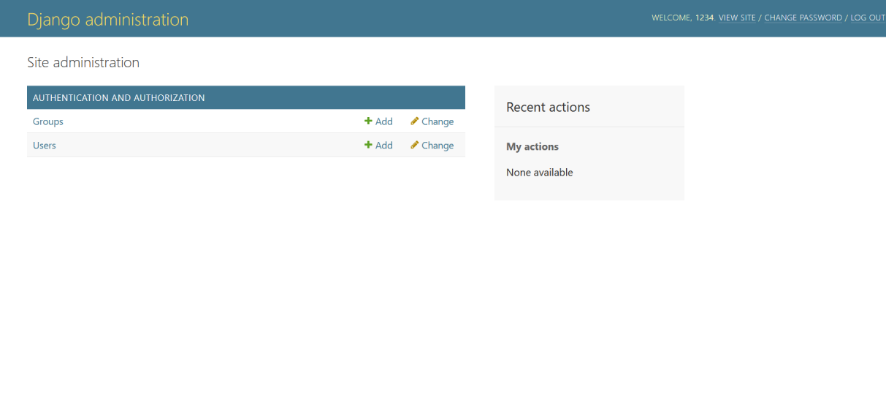 Django administration
WELCOME, 1234. VIEW SITE / CHANGE PASSWORD / LOG OUT
Site administration
AUTHENTICATION AND AUTHORIZATION
Groups Add Change
Users Add Change
Recent actions
My actions
None available